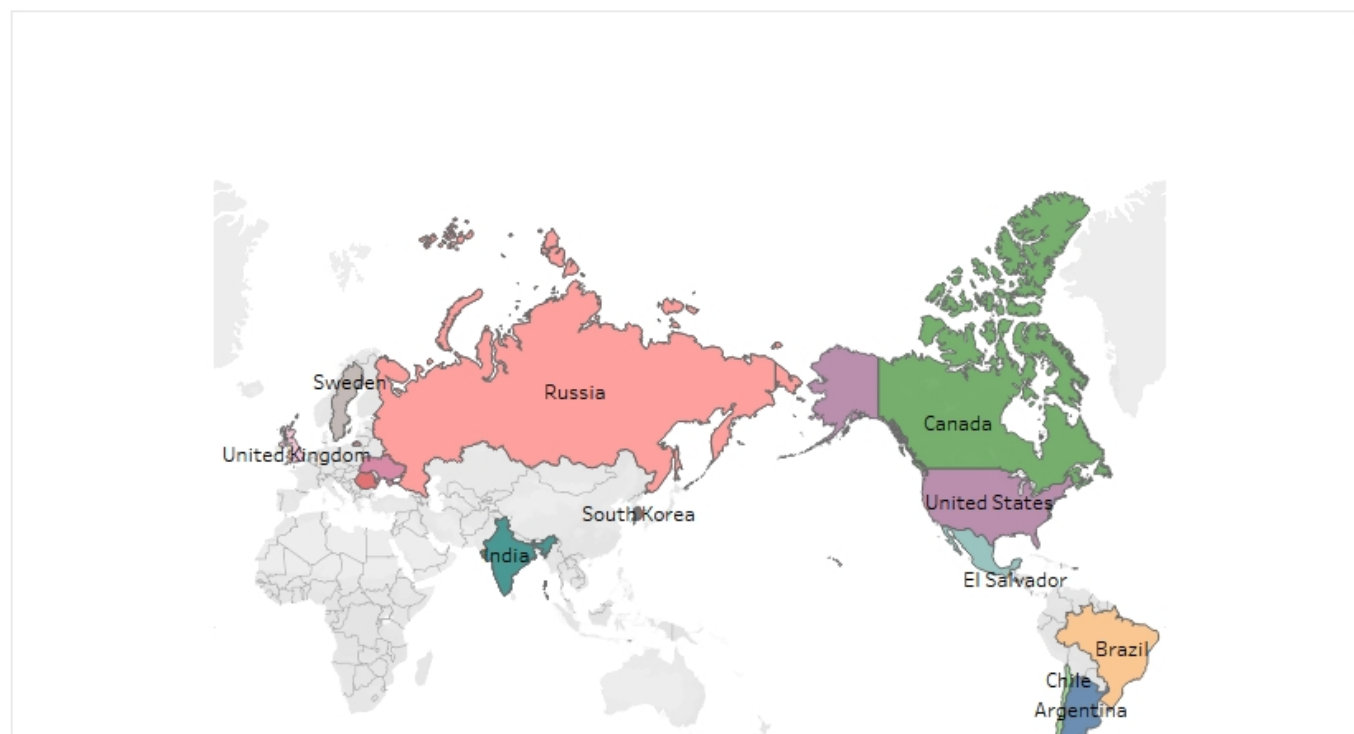 Sweden
Russia
Canada
United Kingdom
United States
South Korea
India
El Salvador
Brazil
Chile
Argentina